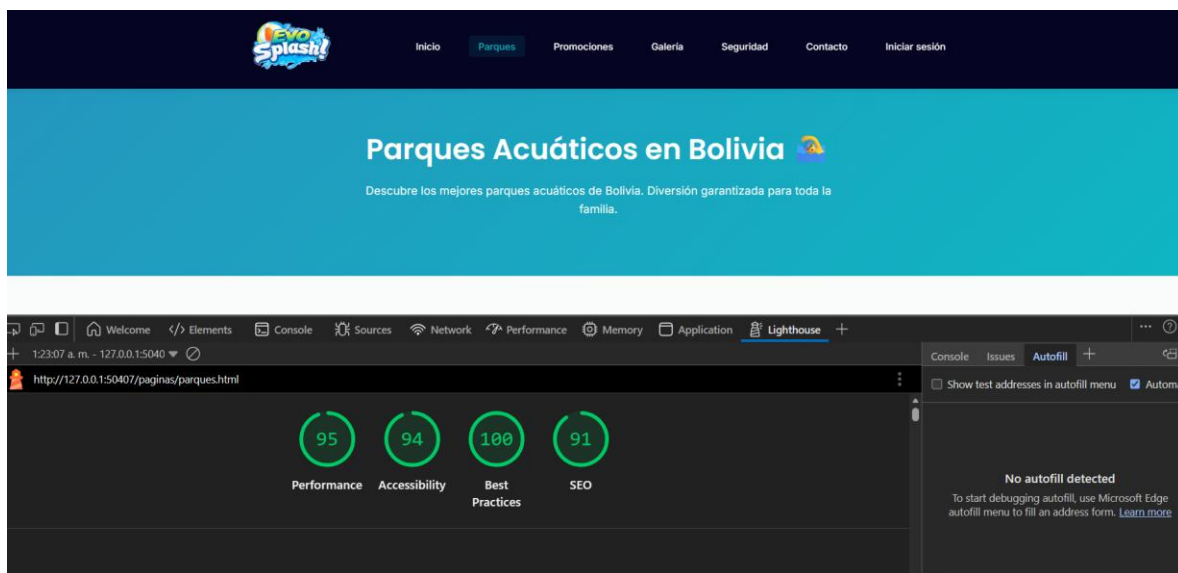 EVO
Splash!
Inicio Parques Promociones Galería Seguridad Contacto Iniciar sesión
Parques Acuáticos en Bolivia
Descubre los mejores parques acuáticos de Bolivia. Diversión garantizada para toda la
familia.
Welcome </> Elements Console Sources Network Performance Memory Application Lighthouse +
1:23:07 a. m. - 127.0.0.1:5040
Console Issues Autofill +
http://127.0.0.1:50407/paginas/parques.html
Show test addresses in autofill menu Automa
95 94 100 91
Performance Accessibility Best Practices SEO
No autofill detected
To start debugging autofill, use Microsoft Edge
autofill menu to fill an address form. Learn more